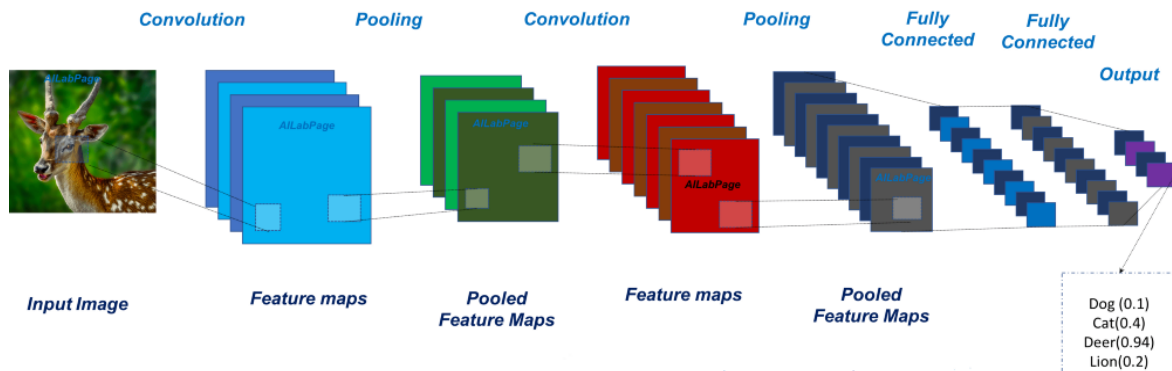 Convolution
Pooling
Convolution
Pooling
Fully
Connected
Fully
Connected
Output
AILabPage
AILabPage
AILabPage
AILabPage
AILabPage
Input Image
Feature maps
Pooled
Feature Maps
Feature maps
Pooled
Feature Maps
Dog (0.1)
Cat(0.4)
Deer(0.94)
Lion(0.2)